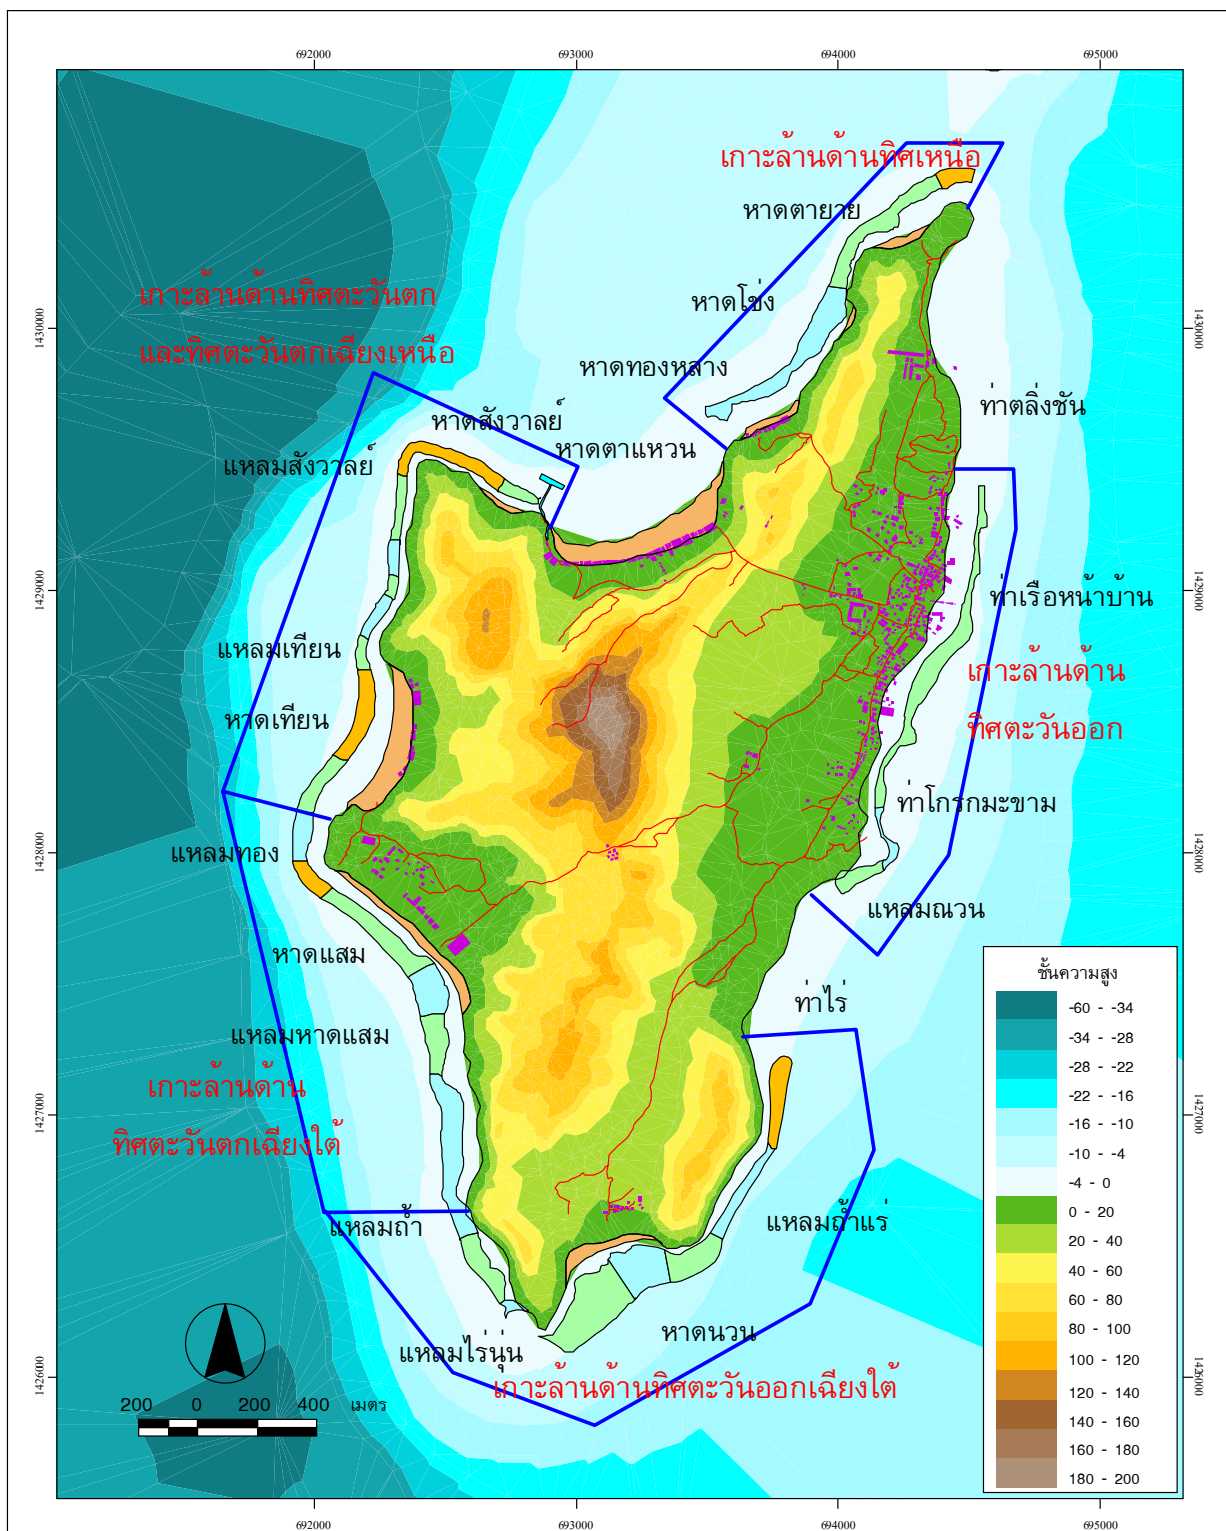 692000
693000
694000
695000
เกาะล้านด้านทิศเหนือ
หาดตายาย
เกาะล้านด้านทิศตะวันตก
และทิศตะวันตกเฉียงเหนือ
หาดโข่ง
1430000
1430000
หาดทองหลาง
ท่าตลิ่งชัน
หาดสังวาลย์
หาดตาแหวน
แหลมสังวาลย์
1429000
1429000
ท่าเรือหน้าบ้าน
แหลมเทียน
เกาะล้านด้าน
ทิศตะวันออก
หาดเทียน
ท่าโกรกมะขาม
1428000
1428000
แหลมทอง
แหลมณวน
หาดแสม
ท่าไร่
แหลมหาดแสม
เกาะล้านด้าน
ทิศตะวันตกเฉียงใต้
1427000
1427000
แหลมถ้ำ
แหลมถ้ำแร่
หาดนวน
แหลมไร่นุ่น
เกาะล้านด้านทิศตะวันออกเฉียงใต้
1426000
1426000
200 0 200 400 เมตร
ชั้นความสูง
-60 - -34
-34 - -28
-28 - -22
-22 - -16
-16 - -10
-10 - -4
-4 - 0
0 - 20
20 - 40
40 - 60
60 - 80
80 - 100
100 - 120
120 - 140
140 - 160
160 - 180
180 - 200
692000
693000
694000
695000